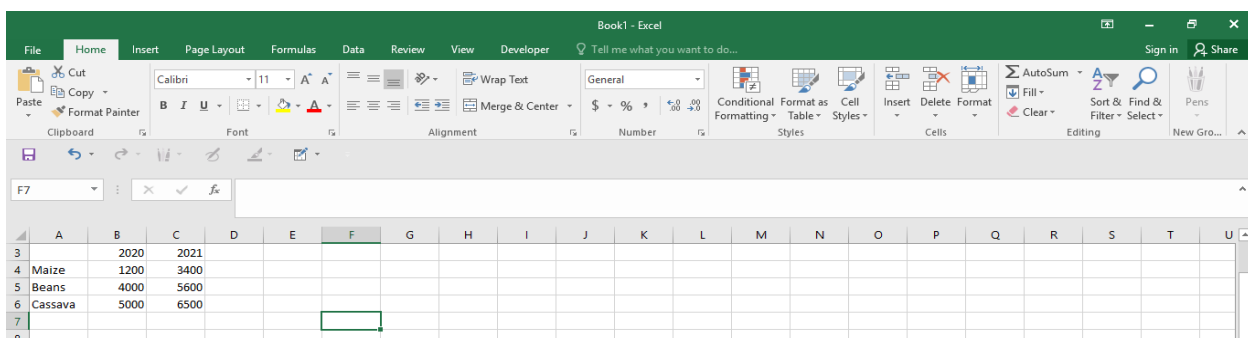 Book1 - Excel
File Home Insert Page Layout Formulas Data Review View Developer Tell me what you want to do... Sign in Share
Cut
Copy
Format Painter
Paste
Clipboard
Calibri 11 A A
B I U A
Font
Wrap Text
Merge & Center
Alignment
General
$ % , .0 .00 .00 .0
Number
Conditional Formatting
Format as Table
Cell Styles
Styles
Insert Delete Format
Cells
AutoSum
Fill
Clear
Sort & Filter
Find & Select
Editing
Pens
New Gro...
F7 fx
A B C D E F G H I J K L M N O P Q R S T U
3 2020 2021
4 Maize 1200 3400
5 Beans 4000 5600
6 Cassava 5000 6500
7